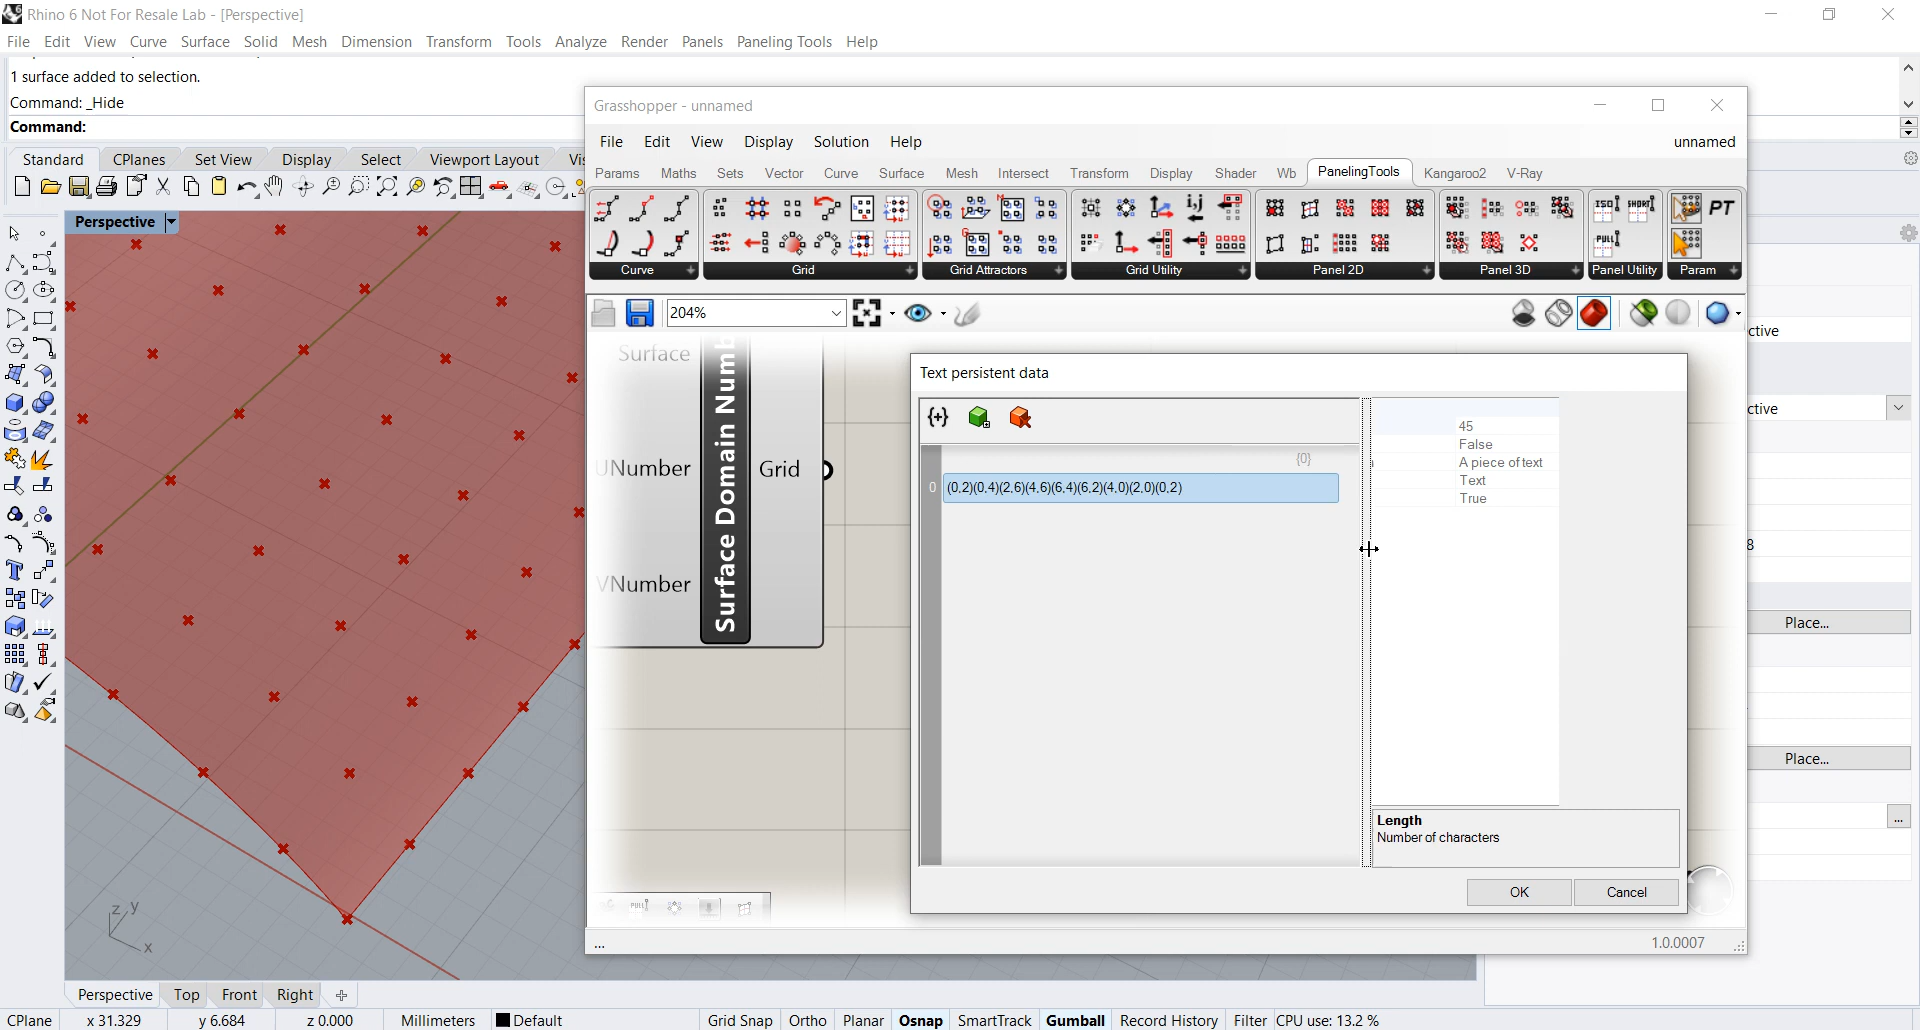 Rhino 6 Not For Resale Lab - [Perspective]
File Edit View Curve Surface Solid Mesh Dimension Transform Tools Analyze Render Panels Paneling Tools Help
1 surface added to selection.
Command: _Hide
Command:
Standard CPlanes Set View Display Select Viewport Layout Vis
Perspective
Grasshopper - unnamed
File Edit View Display Solution Help unnamed
Params Maths Sets Vector Curve Surface Mesh Intersect Transform Display Shader Wb PanelingTools Kangaroo2 V-Ray
i,j ISO SHORT PT
PULL
Curve Grid Grid Attractors Grid Utility Panel 2D Panel 3D Panel Utility Param
204%
ctive
Surface
UNumber
VNumber
Surface Domain Numb
Grid
Text persistent data
{+}
{0}
0 (0,2)(0,4)(2,6)(4,6)(6,4)(6,2)(4,0)(2,0)(0,2)
45
False
A piece of text
Text
True
Length
Number of characters
OK Cancel
ctive
8
Place...
Place...
...
PULL
...
1.0.0007
z y
x
Perspective Top Front Right
CPlane x 31.329 y 6.684 z 0.000 Millimeters Default Grid Snap Ortho Planar Osnap SmartTrack Gumball Record History Filter CPU use: 13.2 %